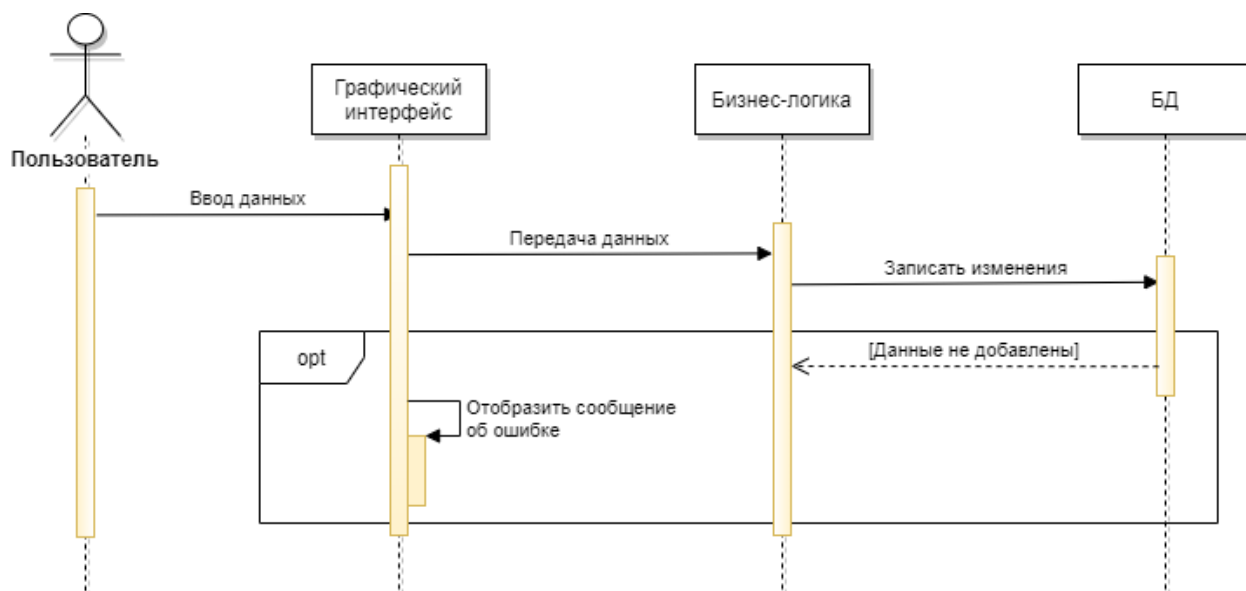 Графический
интерфейс
Бизнес-логика
БД
Пользователь
Ввод данных
Передача данных
Записать изменения
opt
[Данные не добавлены]
Отобразить сообщение
об ошибке